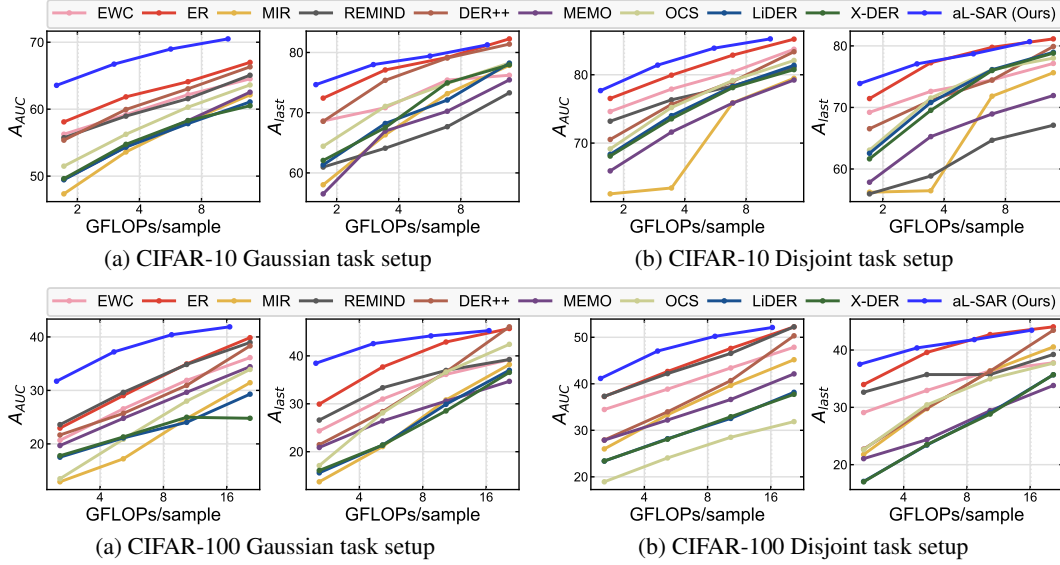 EWC ER MIR REMIND DER++ MEMO OCS LiDER X-DER aL-SAR (Ours)
A_AUC 70 60 50 2 4 8 GFLOPs/sample
A_last 80 70 60 2 4 8 GFLOPs/sample
A_AUC 80 70 2 4 8 GFLOPs/sample
A_last 80 70 60 2 4 8 GFLOPs/sample
(a) CIFAR-10 Gaussian task setup
(b) CIFAR-10 Disjoint task setup
EWC ER MIR REMIND DER++ MEMO OCS LiDER X-DER aL-SAR (Ours)
A_AUC 40 30 20 4 8 16 GFLOPs/sample
A_last 40 30 20 4 8 16 GFLOPs/sample
A_AUC 50 40 30 20 4 8 16 GFLOPs/sample
A_last 40 30 20 4 8 16 GFLOPs/sample
(a) CIFAR-100 Gaussian task setup
(b) CIFAR-100 Disjoint task setup